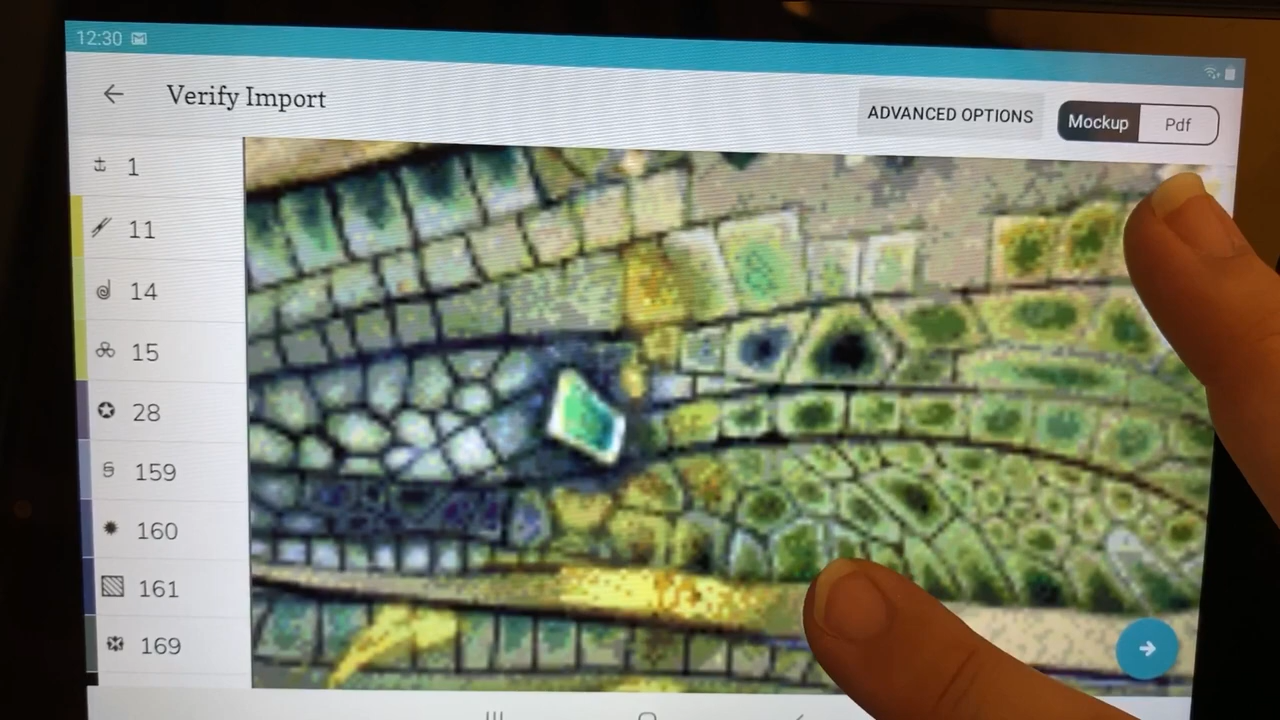 12:30
Verify Import
ADVANCED OPTIONS
Mockup
Pdf
1
11
14
15
28
159
160
161
169